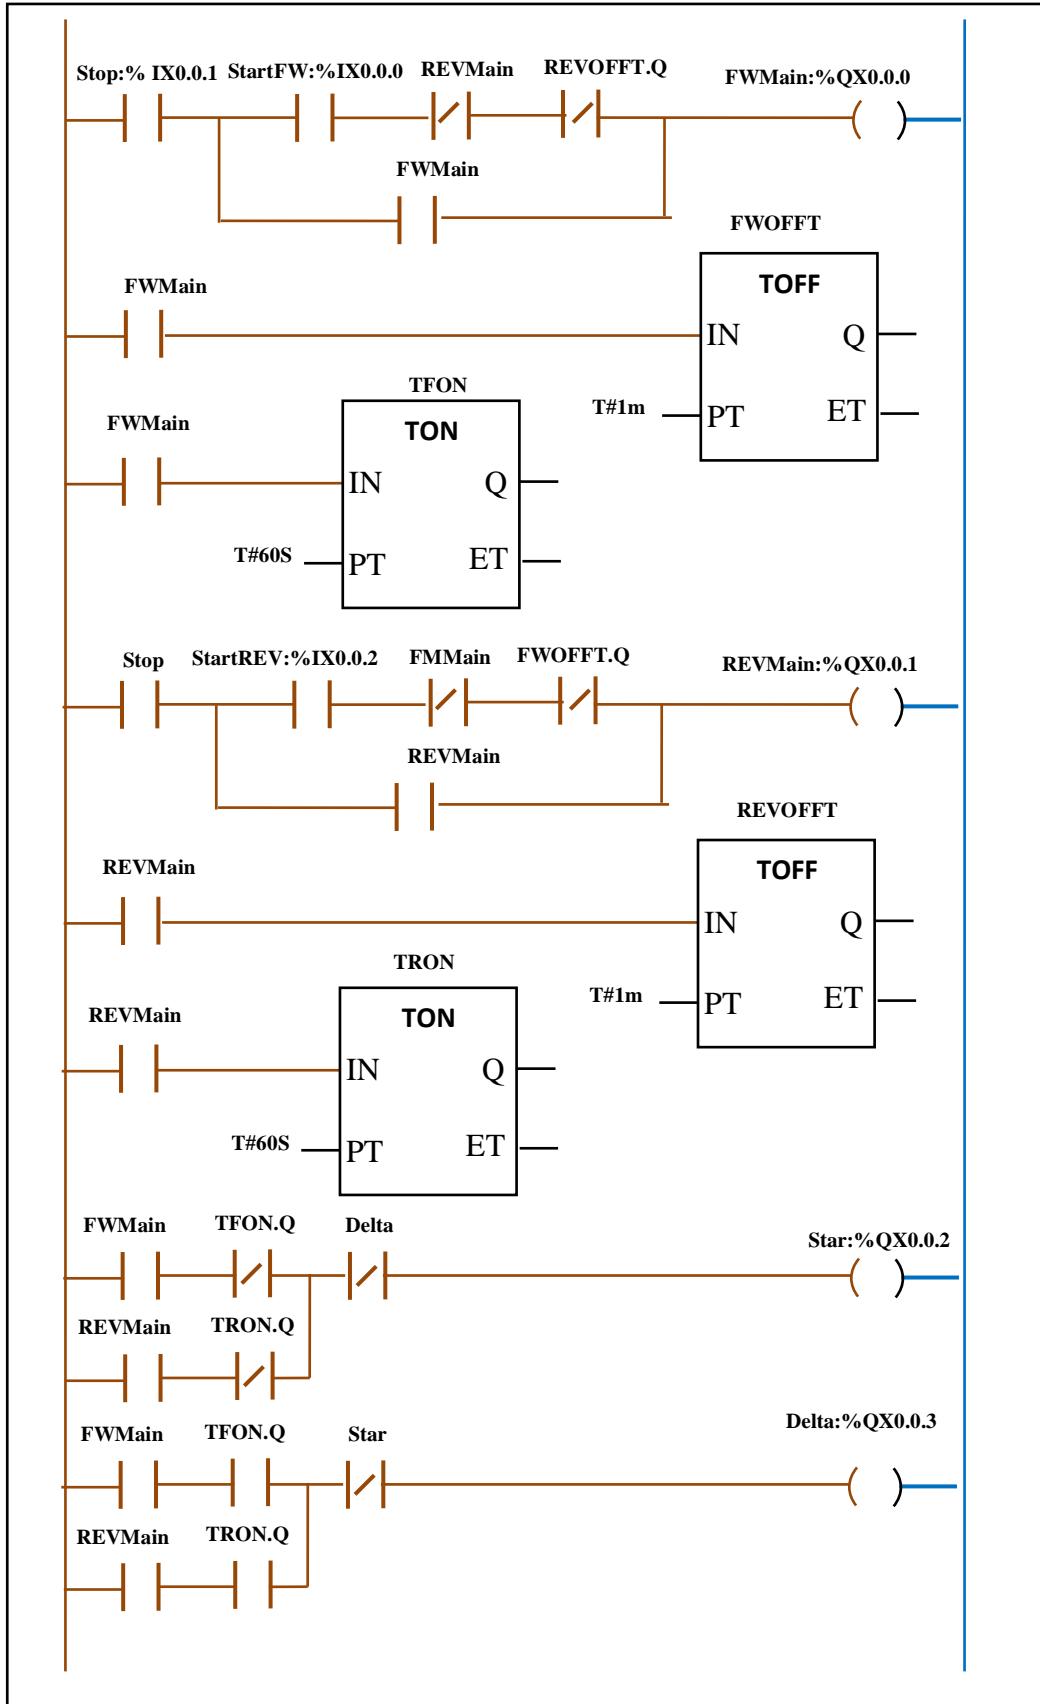 Stop:% IX0.0.1 StartFW:%IX0.0.0 REVMain REVOFFT.Q FWMain:%QX0.0.0
FWMain
FWOFFT
TOFF
FWMain
IN Q
T#1m PT ET
TFON
TON
FWMain
IN Q
T#60S PT ET
Stop StartREV:%IX0.0.2 FMMain FWOFFT.Q REVMain:%QX0.0.1
REVMain
REVOFFT
TOFF
REVMain
IN Q
T#1m PT ET
TRON
TON
REVMain
IN Q
T#60S PT ET
FWMain TFON.Q Delta Star:%QX0.0.2
REVMain TRON.Q
FWMain TFON.Q Star Delta:%QX0.0.3
REVMain TRON.Q